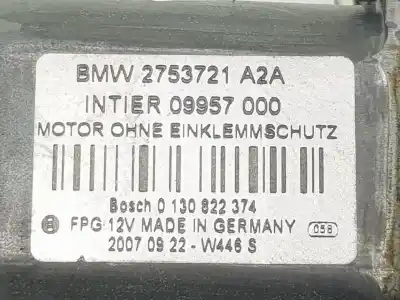 BMW 2753721 A2A
INTIER 09957 000
MOTOR OHNE EINKLEMMSCHUTZ
Bosch 0 130 822 374
FPG 12V MADE IN GERMANY
058
2007 09 22 - W446 S